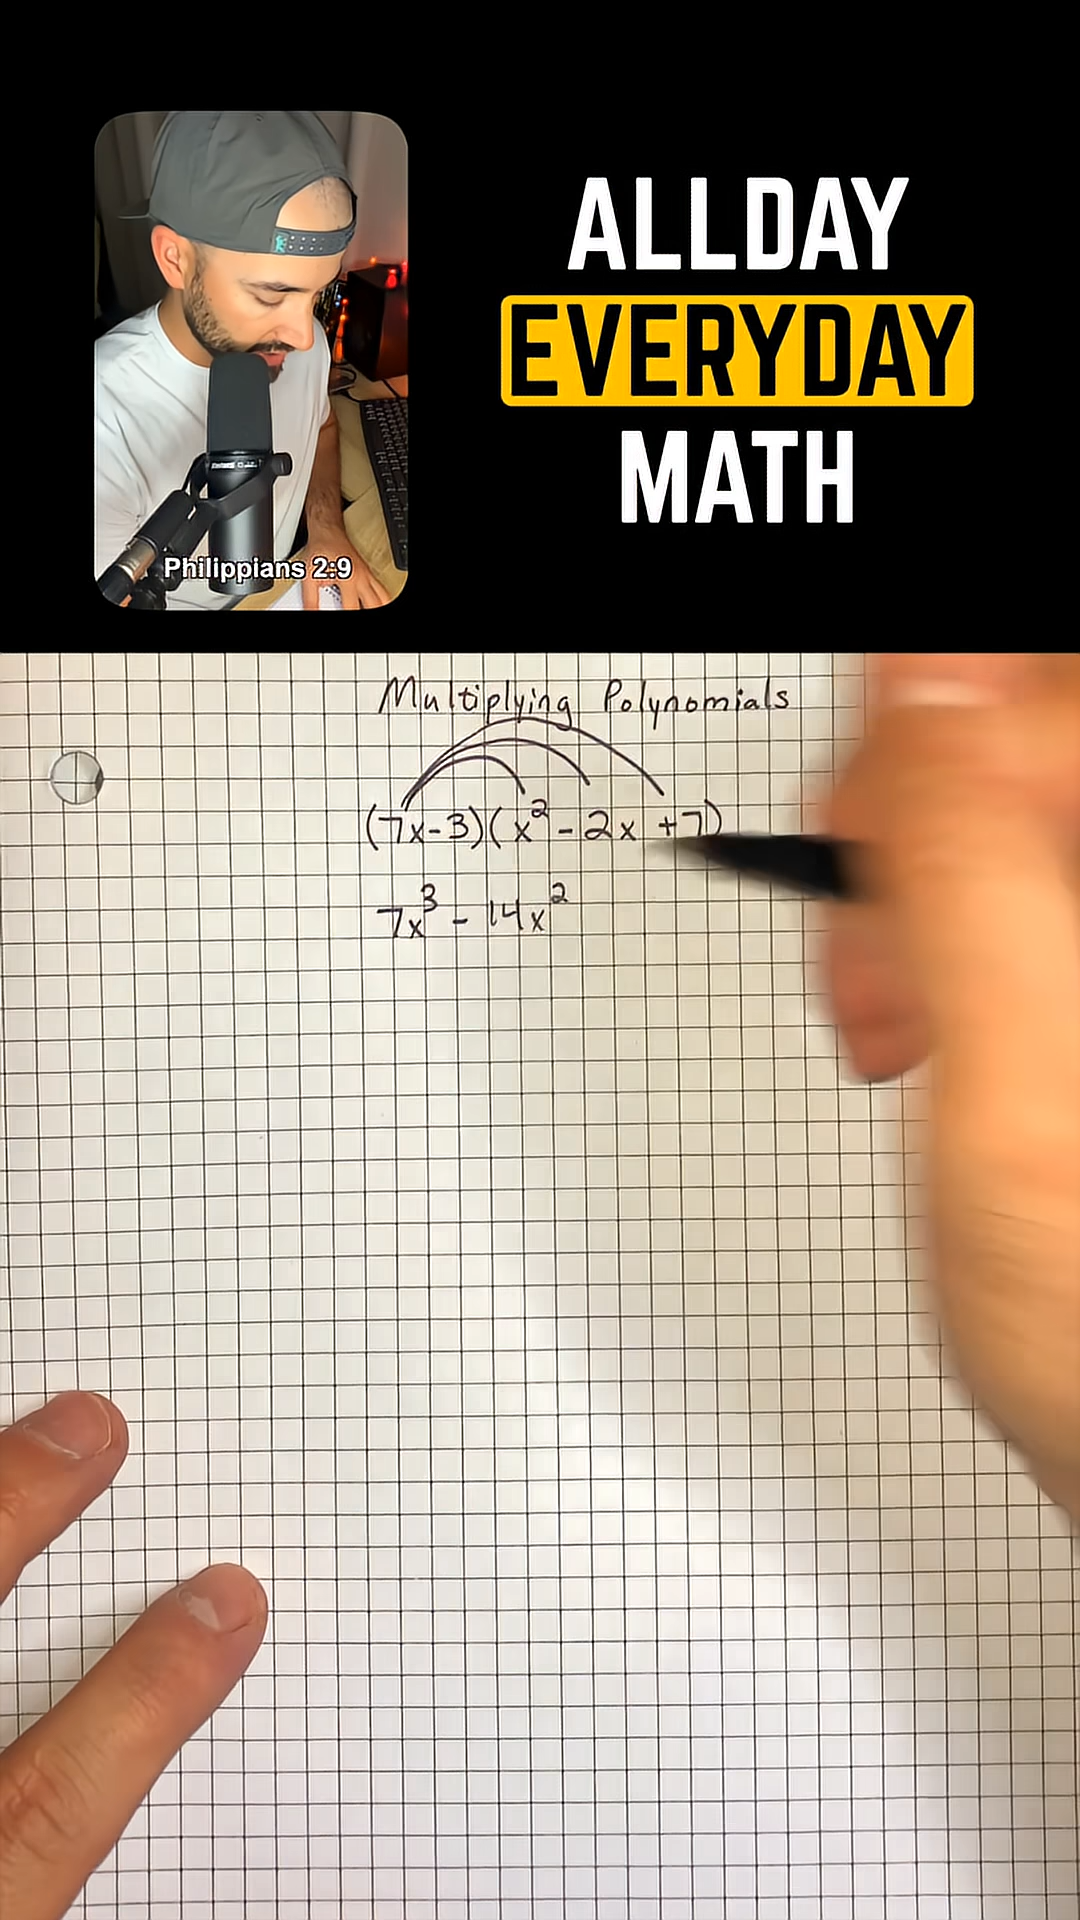 ALLDAY
EVERYDAY
MATH
Philippians 2:9
Multiplying Polynomials
(7x-3)(x² - 2x +7)
7x³ - 14x²